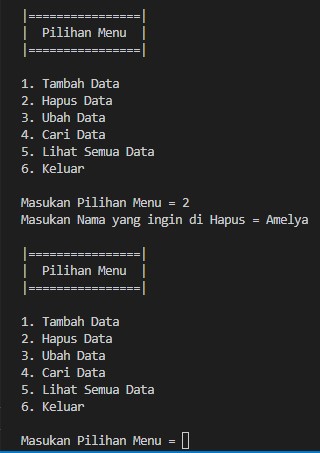 |================|
|  Pilihan Menu  |
|================|
1. Tambah Data
2. Hapus Data
3. Ubah Data
4. Cari Data
5. Lihat Semua Data
6. Keluar
Masukan Pilihan Menu = 2
Masukan Nama yang ingin di Hapus = Amelya
|================|
|  Pilihan Menu  |
|================|
1. Tambah Data
2. Hapus Data
3. Ubah Data
4. Cari Data
5. Lihat Semua Data
6. Keluar
Masukan Pilihan Menu =